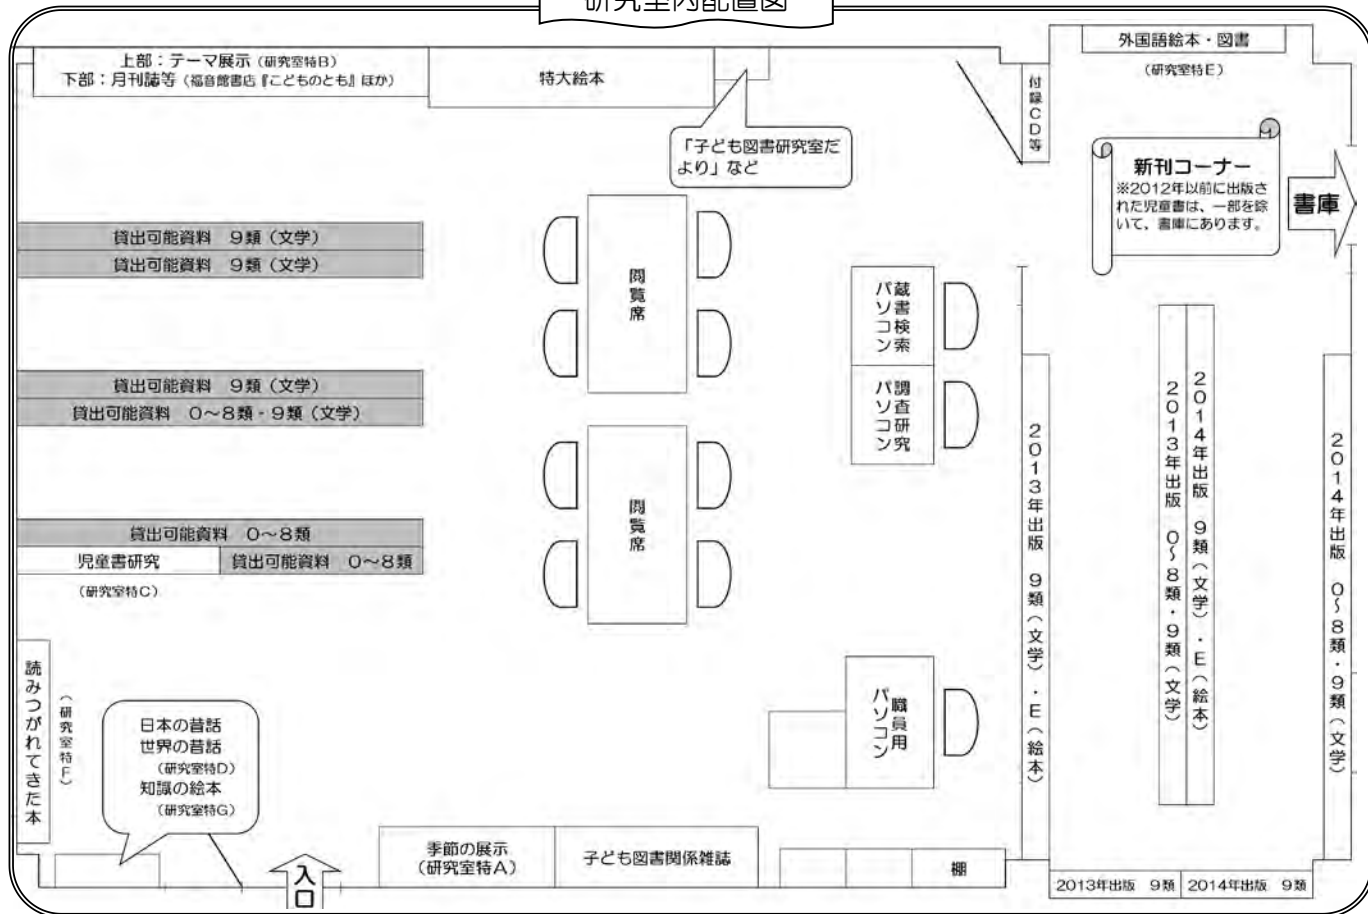 研究室内配置図
上部：テーマ展示（研究室特B）
下部：月刊誌等（福音館書店『こどものとも』ほか）
特大絵本
「子ども図書研究室だ
より」など
付録CD等
外国語絵本・図書
（研究室特E）
新刊コーナー
※2012年以前に出版さ
れた児童書は、一部を除
いて、書庫にあります。
書庫
貸出可能資料　9類（文学）
貸出可能資料　9類（文学）
貸出可能資料　9類（文学）
貸出可能資料　0～8類・9類（文学）
貸出可能資料　0～8類
児童書研究
貸出可能資料　0～8類
（研究室特C）
閲覧席
閲覧席
蔵書検索
パソコン
調査研究
パソコン
職員用
パソコン
2013年出版　9類（文学）・E（絵本）
2014年出版　9類（文学）・E（絵本）
2013年出版　0～8類・9類（文学）
2014年出版　0～8類・9類（文学）
読みつがれてきた本
（研究室特F）
日本の昔話
世界の昔話
（研究室特D）
知識の絵本
（研究室特G）
入口
季節の展示
（研究室特A）
子ども図書関係雑誌
棚
2013年出版　9類
2014年出版　9類